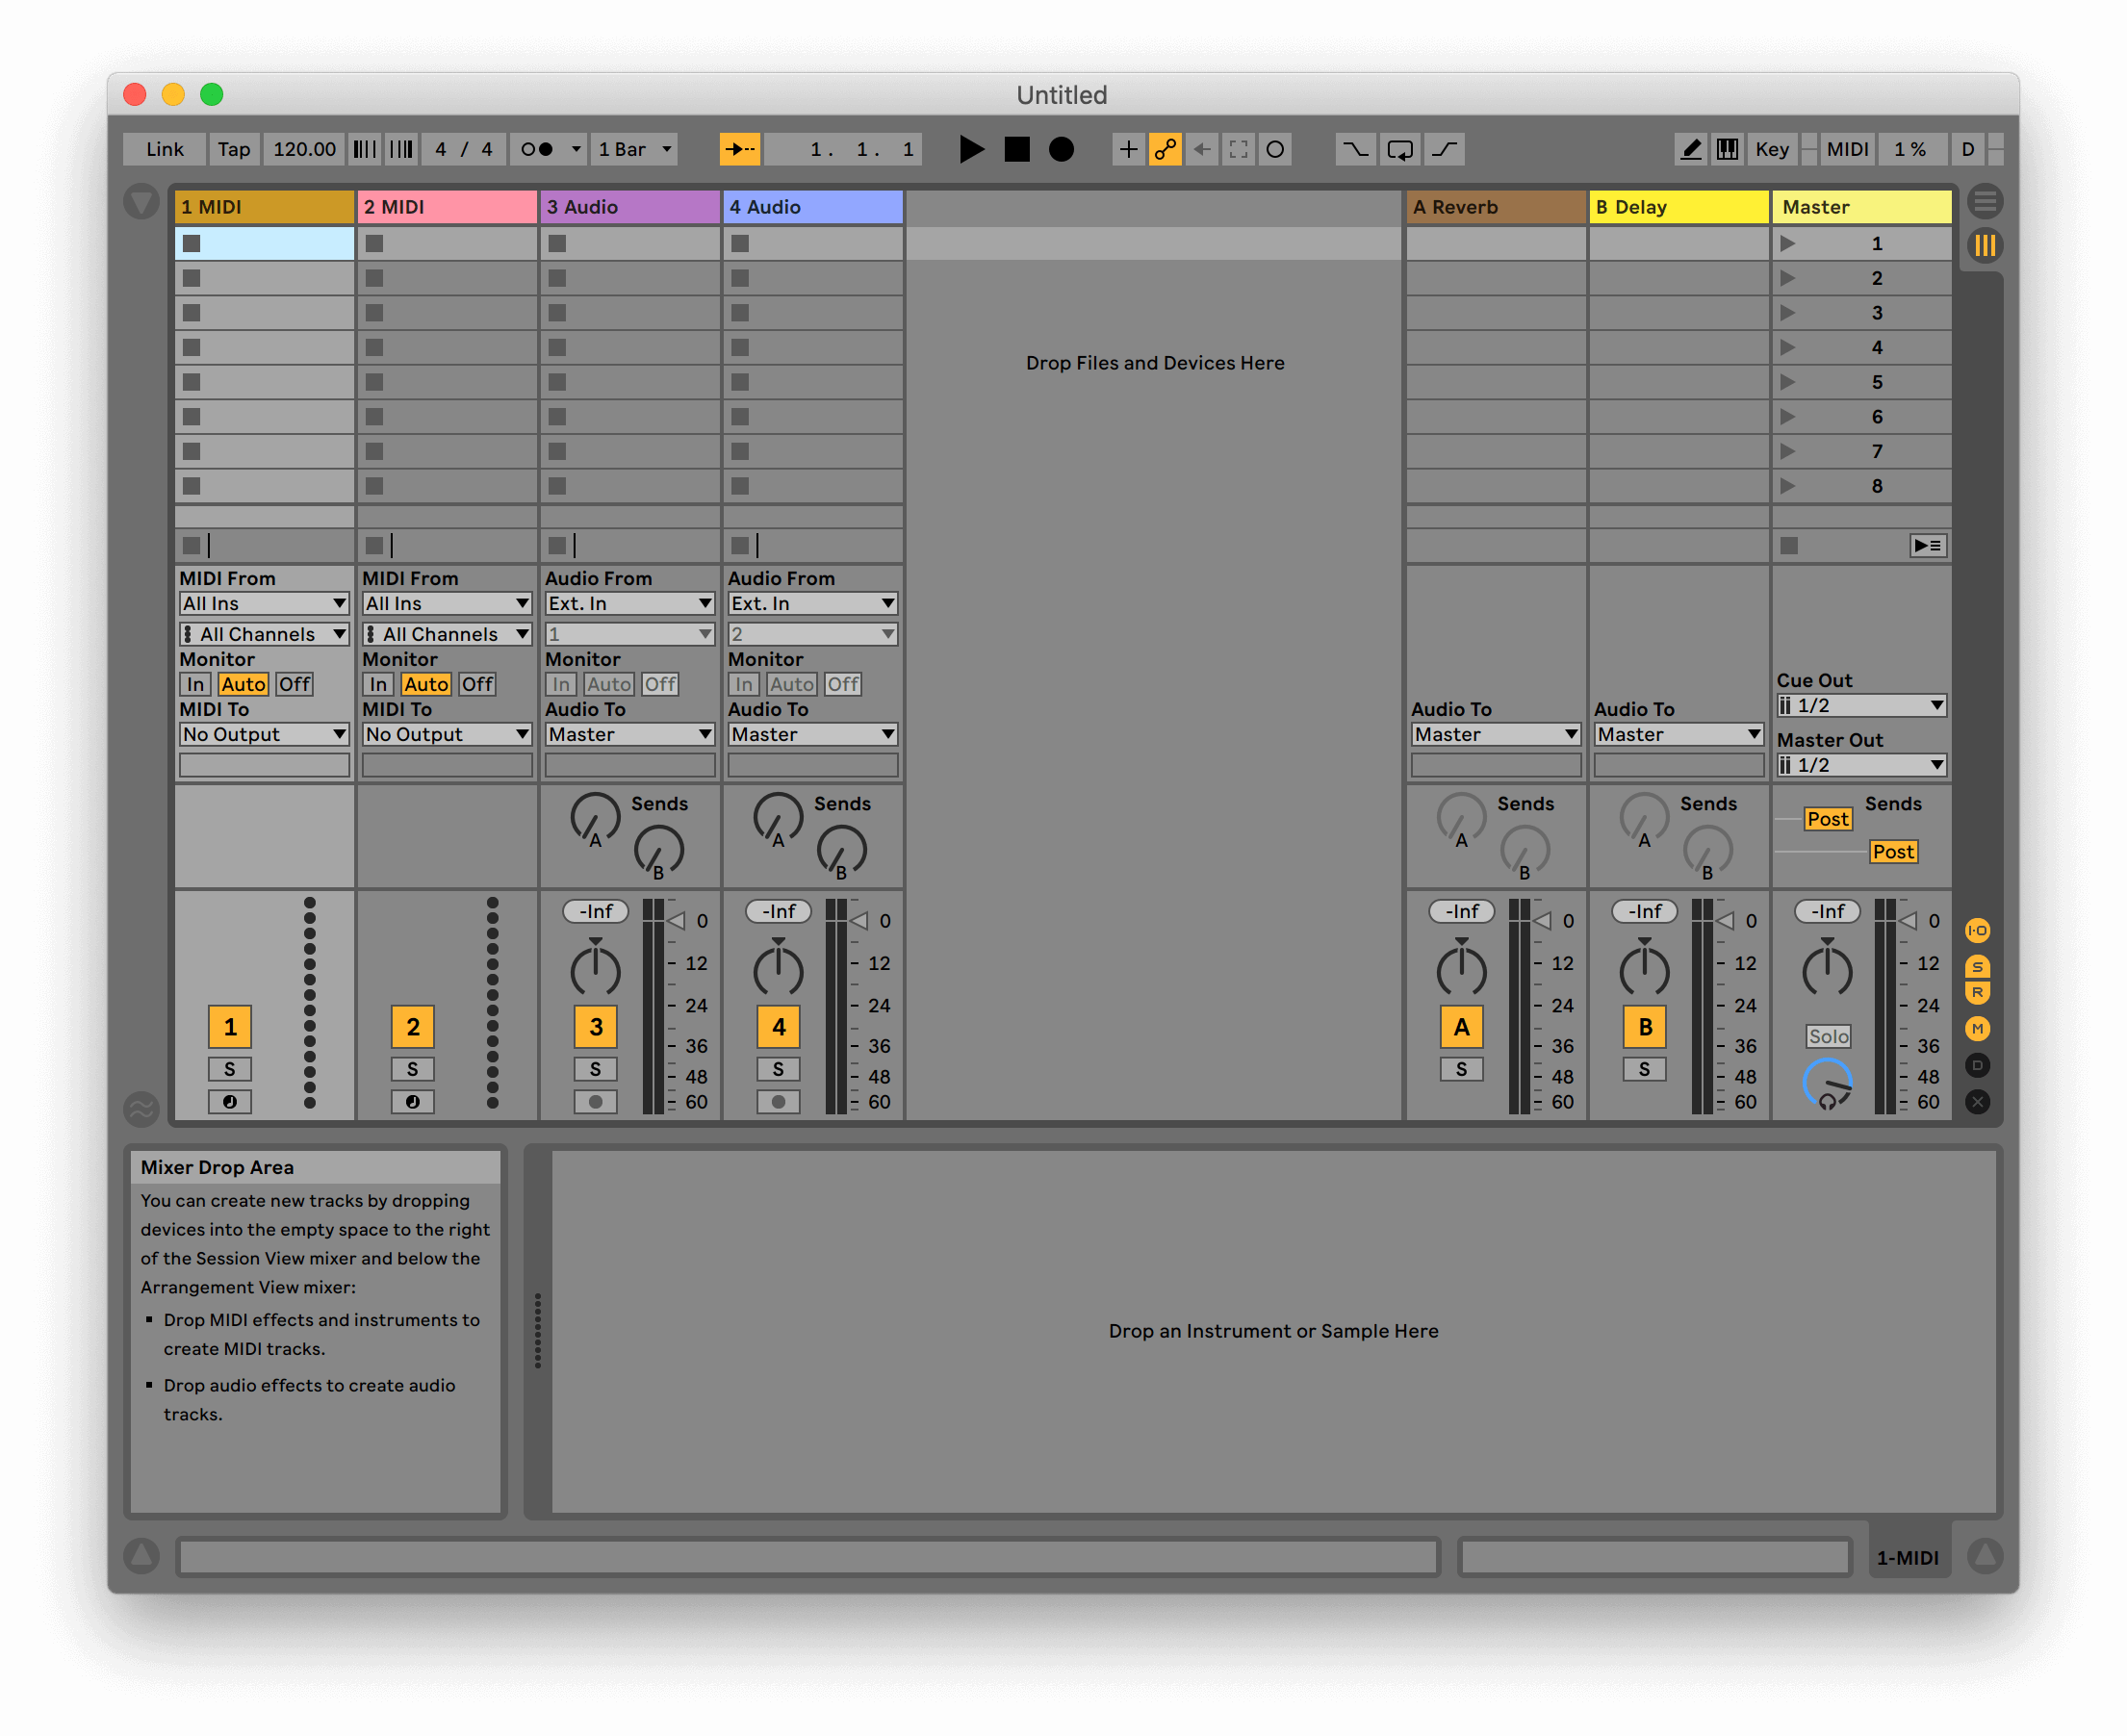 Untitled
Link Tap 120.00 4 / 4 1 Bar 1. 1. 1 Key MIDI 1 % D
1 MIDI 2 MIDI 3 Audio 4 Audio A Reverb B Delay Master
1
2
3
Drop Files and Devices Here
4
5
6
7
8
MIDI From MIDI From Audio From Audio From
All Ins All Ins Ext. In Ext. In
All Channels All Channels 1 2
Monitor Monitor Monitor Monitor
Cue Out
In Auto Off In Auto Off In Auto Off In Auto Off
1/2
MIDI To MIDI To Audio To Audio To Audio To Audio To
No Output No Output Master Master Master Master
Master Out
1/2
Sends Sends Sends Sends Sends
A A A A Post
B B B B Post
-Inf 0 -Inf 0 -Inf 0 -Inf 0 -Inf 0
I·O
12 12 12 12 12
S
R
24 24 24 24 24
1 2 3 4 A B M
Solo
36 36 36 36 36
S S S S S S D
48 48 48 48 48
60 60 60 60 60
Mixer Drop Area
You can create new tracks by dropping
devices into the empty space to the right
of the Session View mixer and below the
Arrangement View mixer:
Drop MIDI effects and instruments to
create MIDI tracks.
Drop audio effects to create audio
tracks.
Drop an Instrument or Sample Here
1-MIDI